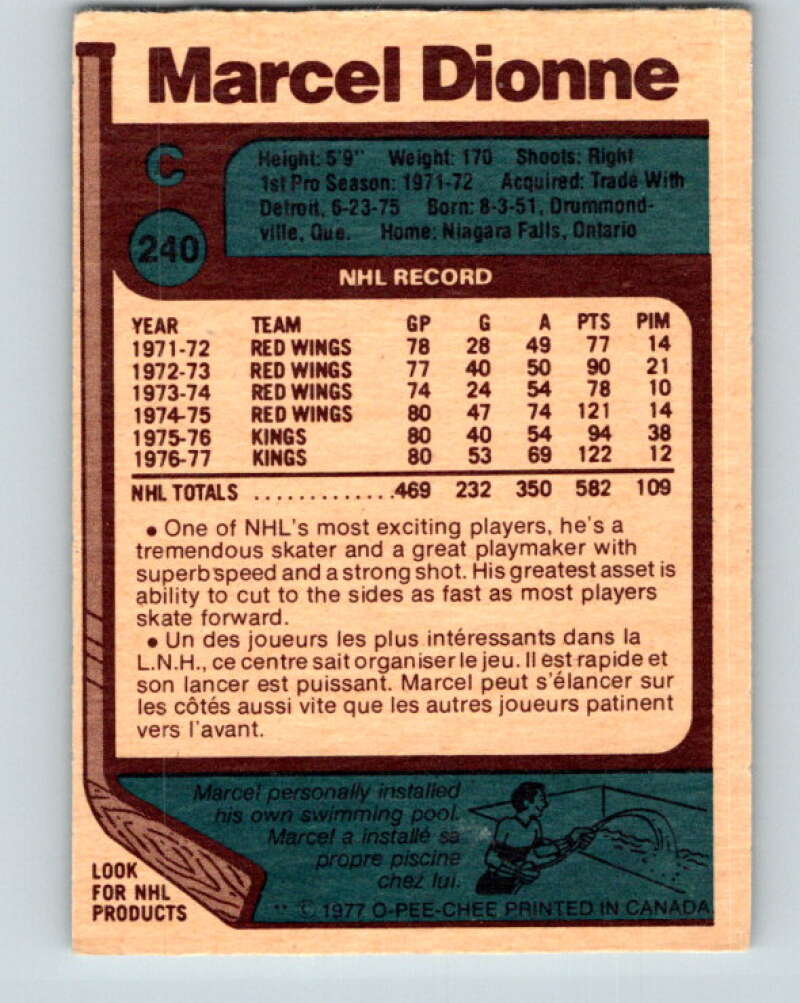 Marcel Dionne
C
240
Height: 5'9" Weight: 170 Shoots: Right
1st Pro Season: 1971-72 Acquired: Trade With
Detroit, 6-23-75 Born: 8-3-51, Drummond-
ville, Que. Home: Niagara Falls, Ontario
NHL RECORD
YEAR TEAM GP G A PTS PIM
1971-72 RED WINGS 78 28 49 77 14
1972-73 RED WINGS 77 40 50 90 21
1973-74 RED WINGS 74 24 54 78 10
1974-75 RED WINGS 80 47 74 121 14
1975-76 KINGS 80 40 54 94 38
1976-77 KINGS 80 53 69 122 12
NHL TOTALS .............469 232 350 582 109
• One of NHL's most exciting players, he's a
tremendous skater and a great playmaker with
superb speed and a strong shot. His greatest asset is
ability to cut to the sides as fast as most players
skate forward.
• Un des joueurs les plus intéressants dans la
L.N.H., ce centre sait organiser le jeu. Il est rapide et
son lancer est puissant. Marcel peut s'élancer sur
les côtés aussi vite que les autres joueurs patinent
vers l'avant.
Marcel personally installed
his own swimming pool.
Marcel a installé sa
propre piscine
chez lui.
LOOK
FOR NHL
PRODUCTS
** © 1977 O-PEE-CHEE PRINTED IN CANADA